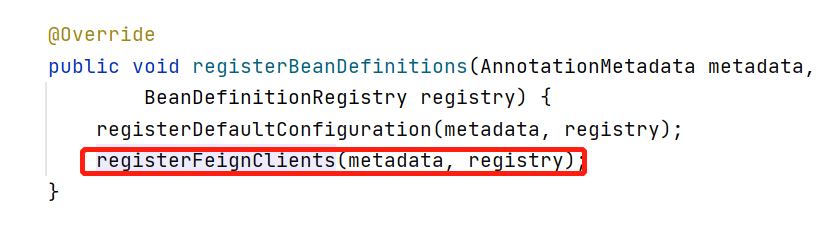 @Override
public void registerBeanDefinitions(AnnotationMetadata metadata,
        BeanDefinitionRegistry registry) {
    registerDefaultConfiguration(metadata, registry);
    registerFeignClients(metadata, registry);
}